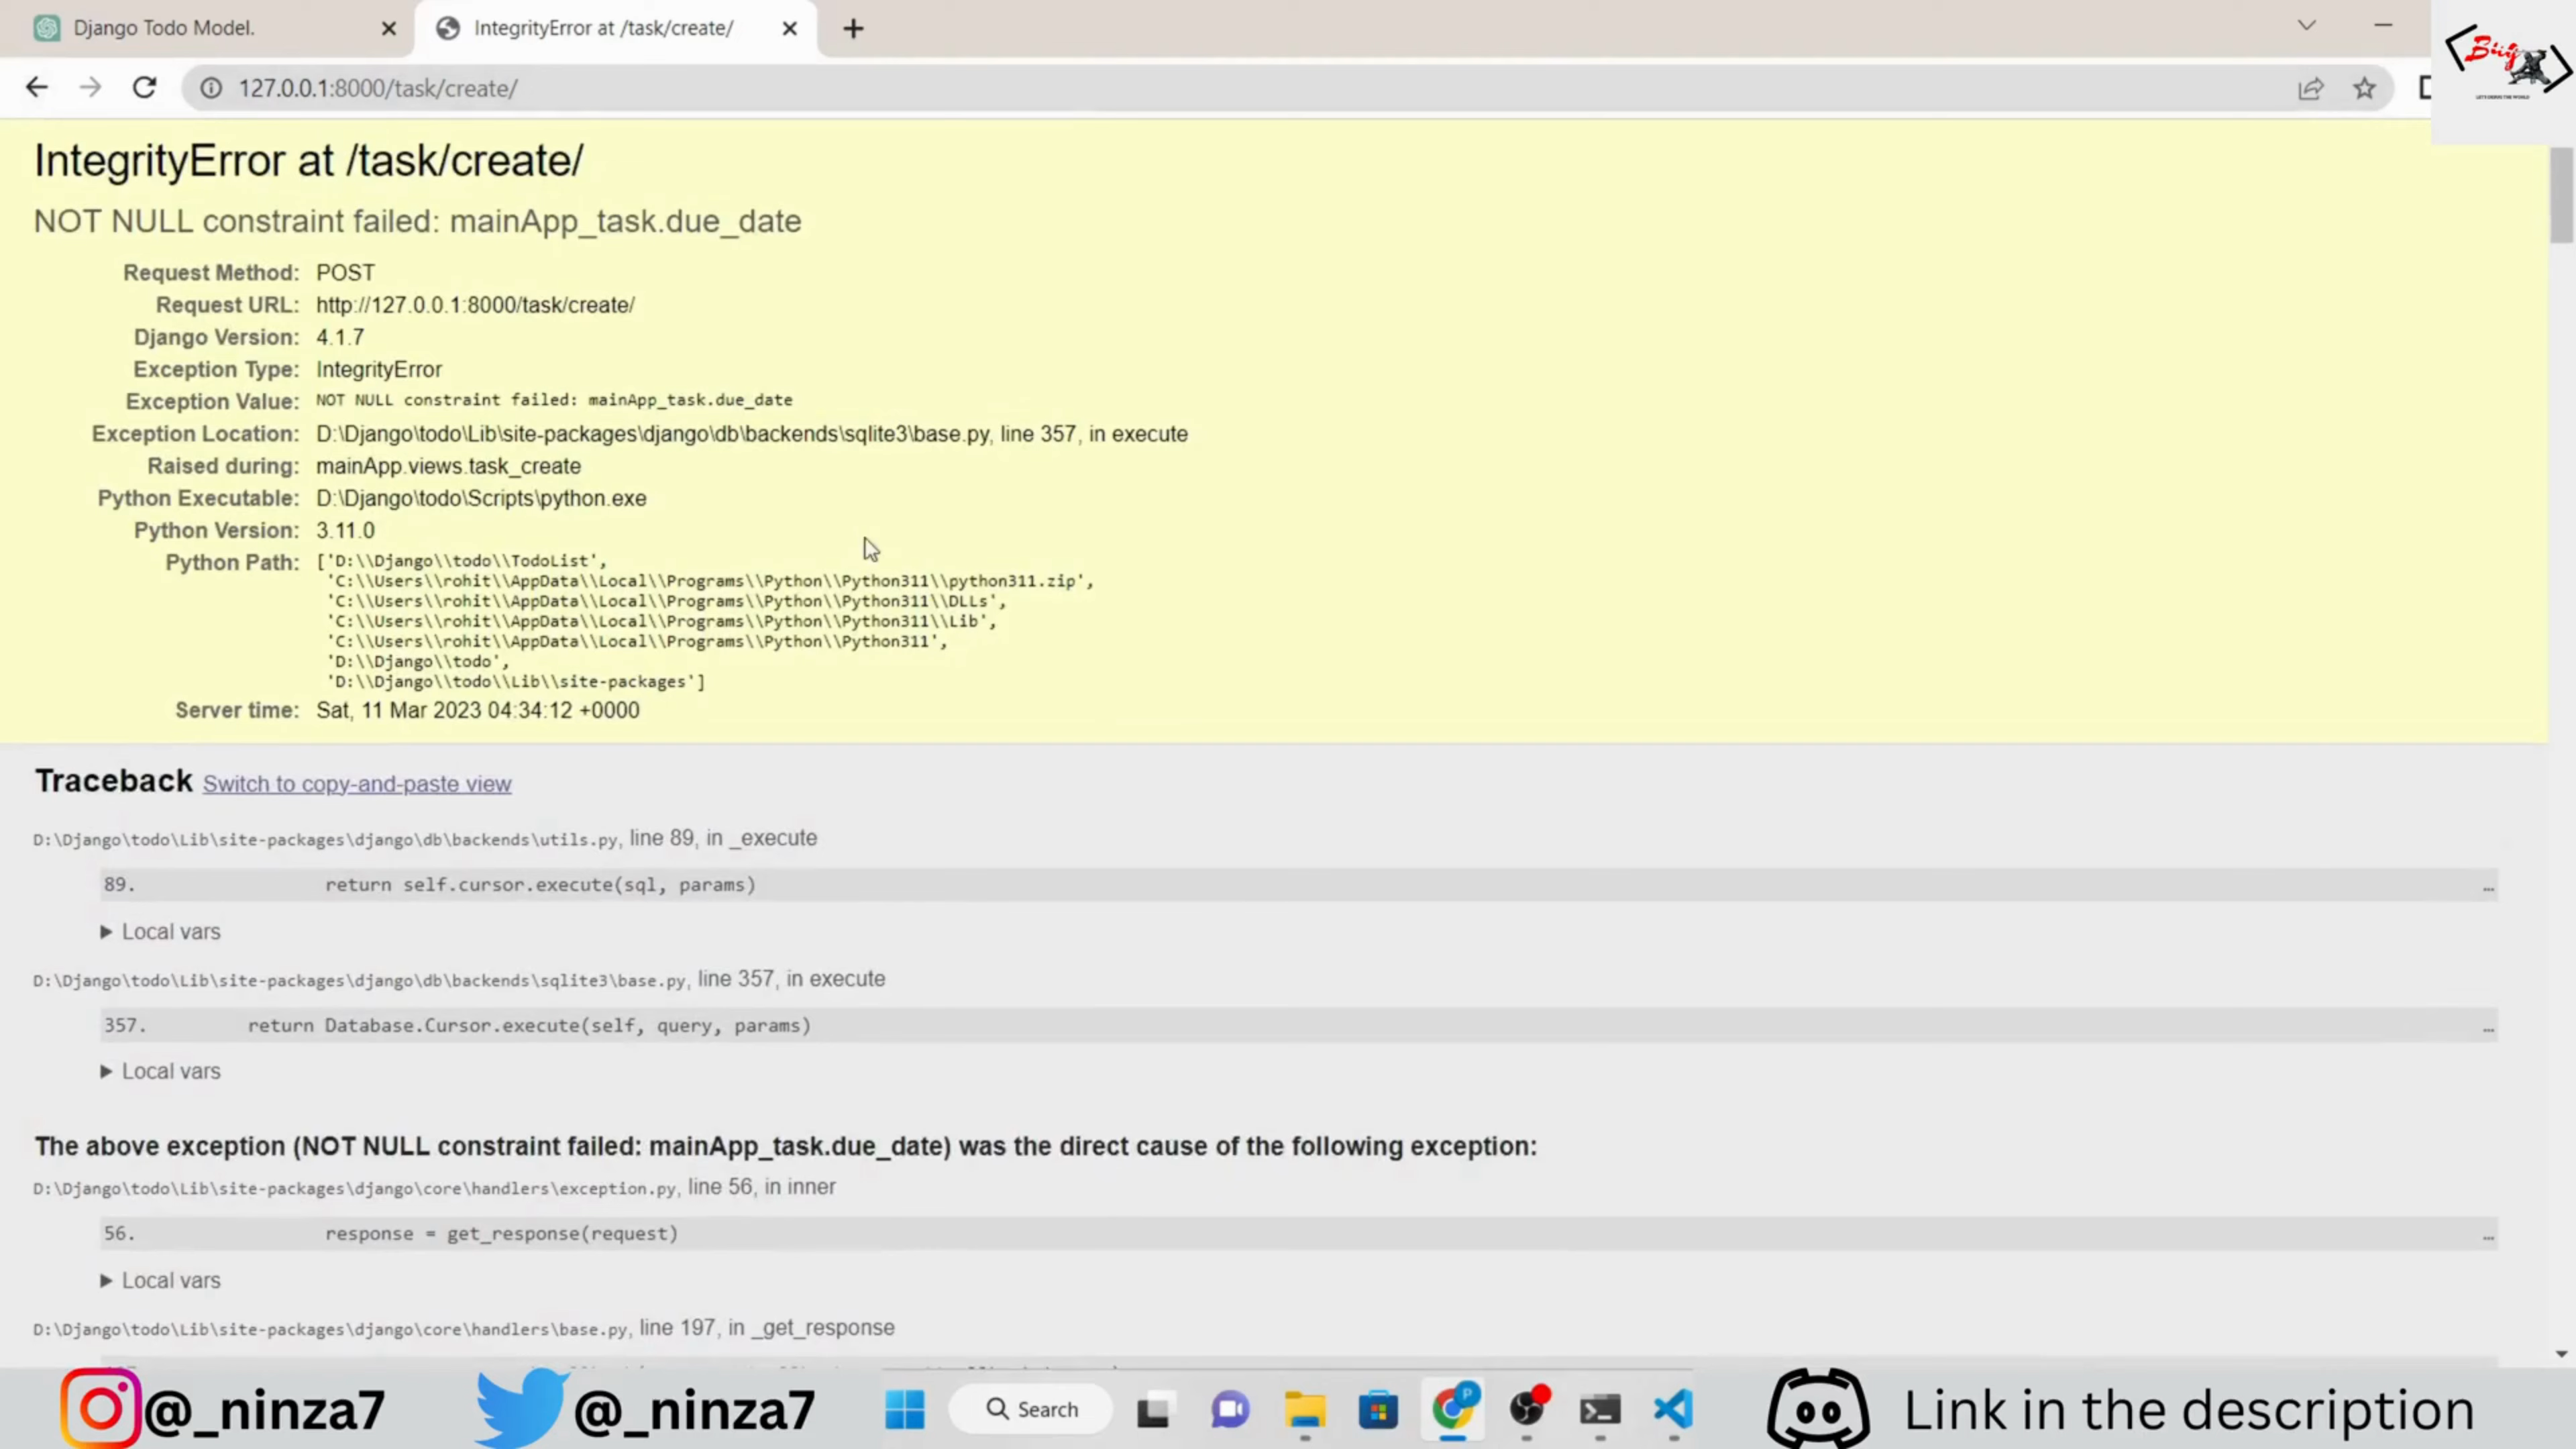 Django Todo Model.
IntegrityError at /task/create/
127.0.0.1:8000/task/create/
Bug
IntegrityError at /task/create/
NOT NULL constraint failed: mainApp_task.due_date
Request Method: POST
Request URL: http://127.0.0.1:8000/task/create/
Django Version: 4.1.7
Exception Type: IntegrityError
Exception Value: NOT NULL constraint failed: mainApp_task.due_date
Exception Location: D:\Django\todo\Lib\site-packages\django\db\backends\sqlite3\base.py, line 357, in execute
Raised during: mainApp.views.task_create
Python Executable: D:\Django\todo\Scripts\python.exe
Python Version: 3.11.0
Python Path: ['D:\\Django\\todo\\TodoList',
'C:\\Users\\rohit\\AppData\\Local\\Programs\\Python\\Python311\\python311.zip',
'C:\\Users\\rohit\\AppData\\Local\\Programs\\Python\\Python311\\DLLs',
'C:\\Users\\rohit\\AppData\\Local\\Programs\\Python\\Python311\\Lib',
'C:\\Users\\rohit\\AppData\\Local\\Programs\\Python\\Python311',
'D:\\Django\\todo',
'D:\\Django\\todo\\Lib\\site-packages']
Server time: Sat, 11 Mar 2023 04:34:12 +0000
Traceback Switch to copy-and-paste view
D:\Django\todo\Lib\site-packages\django\db\backends\utils.py, line 89, in _execute
89. return self.cursor.execute(sql, params) …
Local vars
D:\Django\todo\Lib\site-packages\django\db\backends\sqlite3\base.py, line 357, in execute
357. return Database.Cursor.execute(self, query, params) …
Local vars
The above exception (NOT NULL constraint failed: mainApp_task.due_date) was the direct cause of the following exception:
D:\Django\todo\Lib\site-packages\django\core\handlers\exception.py, line 56, in inner
56. response = get_response(request) …
Local vars
D:\Django\todo\Lib\site-packages\django\core\handlers\base.py, line 197, in _get_response
@_ninza7
@_ninza7
Search
P
Link in the description